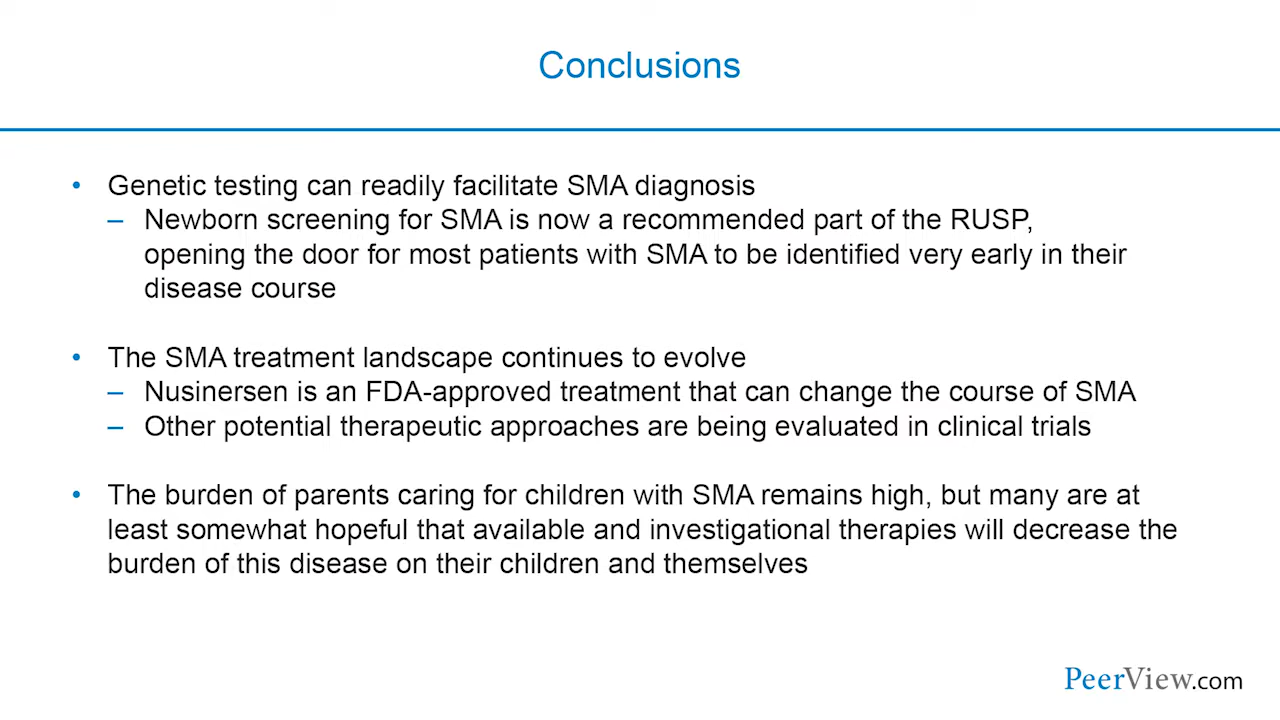 Conclusions
• Genetic testing can readily facilitate SMA diagnosis
– Newborn screening for SMA is now a recommended part of the RUSP,
opening the door for most patients with SMA to be identified very early in their
disease course
• The SMA treatment landscape continues to evolve
– Nusinersen is an FDA-approved treatment that can change the course of SMA
– Other potential therapeutic approaches are being evaluated in clinical trials
• The burden of parents caring for children with SMA remains high, but many are at
least somewhat hopeful that available and investigational therapies will decrease the
burden of this disease on their children and themselves
PeerView.com